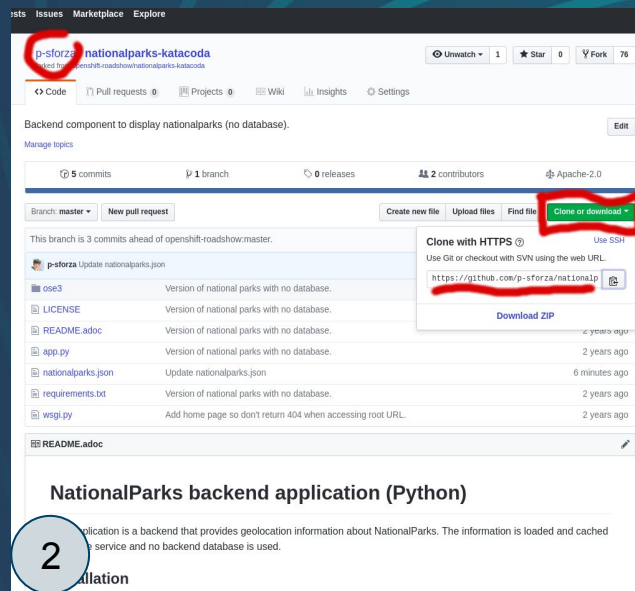 Issues Marketplace Explore
p-sforza nationalparks-katacoda
openshift-roadshow/nationalparks-katacoda
Unwatch 1 Star 0 Fork 76
Code Pull requests 0 Projects 0 Wiki Insights Settings
Backend component to display nationalparks (no database). Edit
Manage topics
5 commits 1 branch 0 releases 2 contributors Apache-2.0
Branch: master New pull request Create new file Upload files Find file Clone or download
This branch is 3 commits ahead of openshift-roadshow:master.
Clone with HTTPS Use SSH
Use Git or checkout with SVN using the web URL.
https://github.com/p-sforza/nationalp
Download ZIP
p-sforza Update nationalparks.json
ose3 Version of national parks with no database.
LICENSE Version of national parks with no database.
README.adoc Version of national parks with no database. 2 years ago
app.py Version of national parks with no database. 2 years ago
nationalparks.json Update nationalparks.json 6 minutes ago
requirements.txt Version of national parks with no database. 2 years ago
wsgi.py Add home page so don't return 404 when accessing root URL. 2 years ago
README.adoc
NationalParks backend application (Python)
is a backend that provides geolocation information about NationalParks. The information is loaded and cached
service and no backend database is used.
2